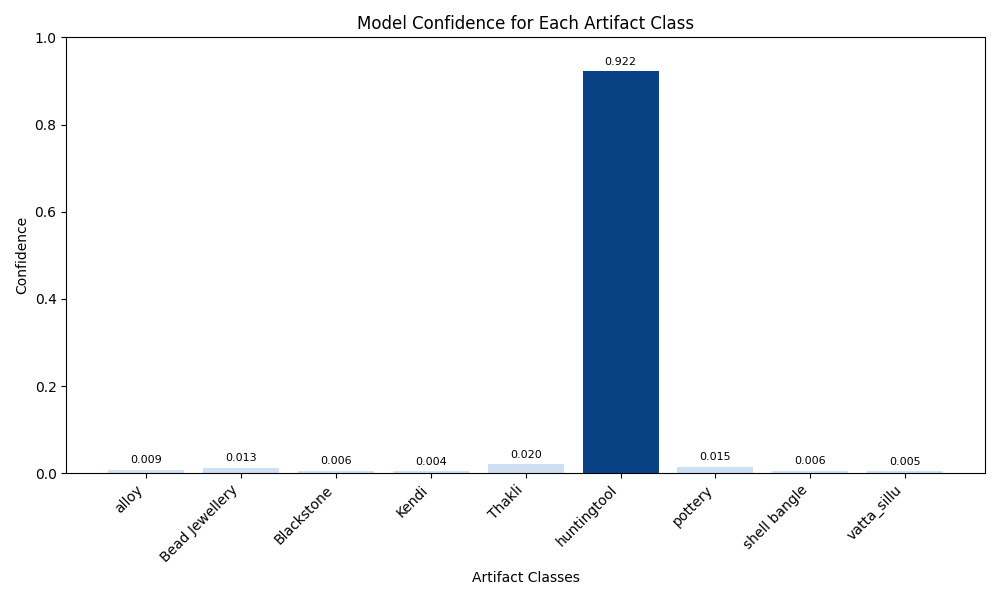 Model Confidence for Each Artifact Class
1.0
0.8
0.6
0.4
0.2
0.0
Confidence
0.009
0.013
0.006
0.004
0.020
0.922
0.015
0.006
0.005
alloy
Bead Jewellery
Blackstone
Kendi
Thakli
huntingtool
pottery
shell bangle
vatta_sillu
Artifact Classes